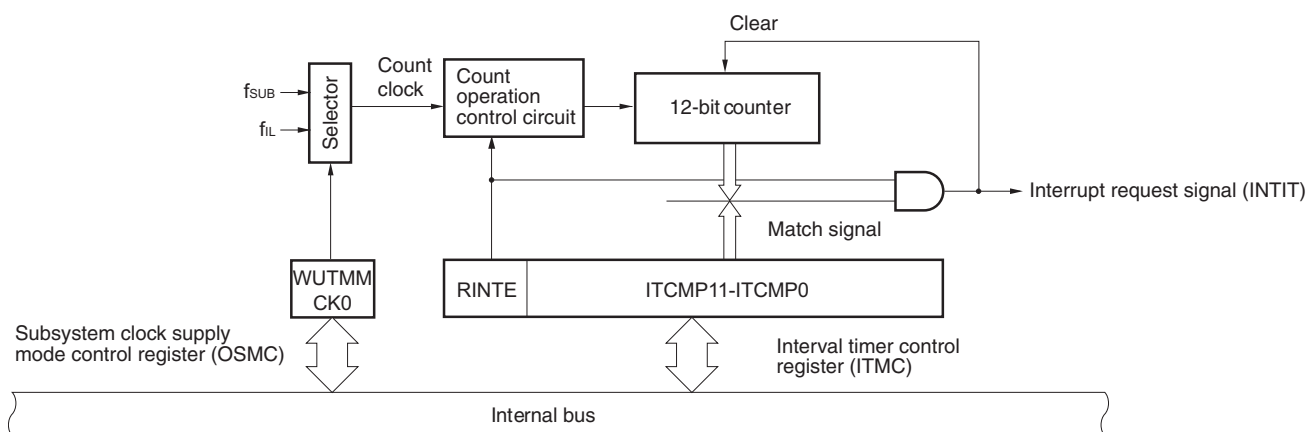 Clear
Count
clock
fSUB
fIL
Selector
Count
operation
control circuit
12-bit counter
Interrupt request signal (INTIT)
Match signal
WUTMM
CK0
RINTE
ITCMP11-ITCMP0
Subsystem clock supply
mode control register (OSMC)
Interval timer control
register (ITMC)
Internal bus